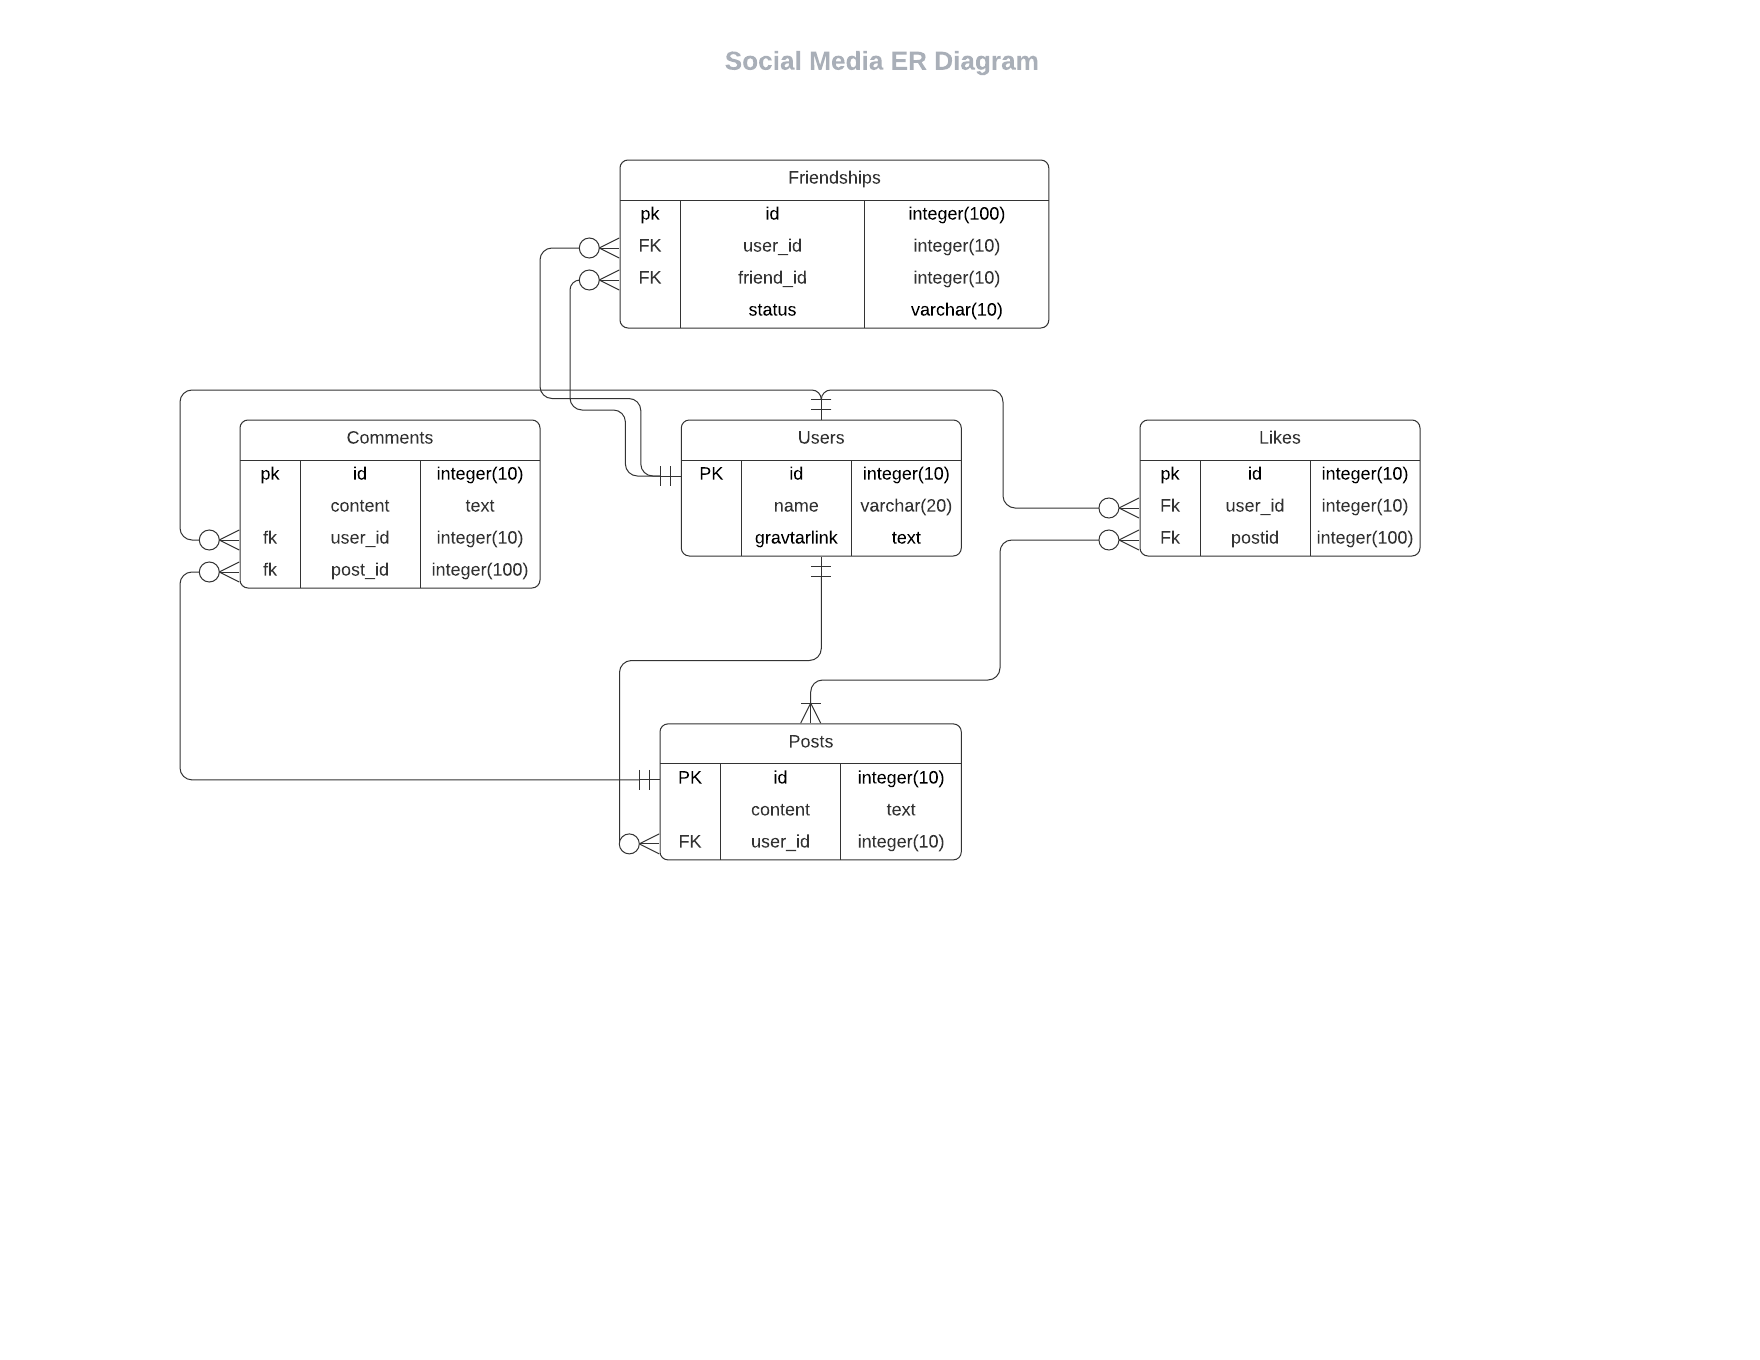 Social Media ER Diagram
Friendships
pk id integer(100)
FK user_id integer(10)
FK friend_id integer(10)
status varchar(10)
Comments
pk id integer(10)
content text
fk user_id integer(10)
fk post_id integer(100)
Users
PK id integer(10)
name varchar(20)
gravtarlink text
Likes
pk id integer(10)
Fk user_id integer(10)
Fk postid integer(100)
Posts
PK id integer(10)
content text
FK user_id integer(10)